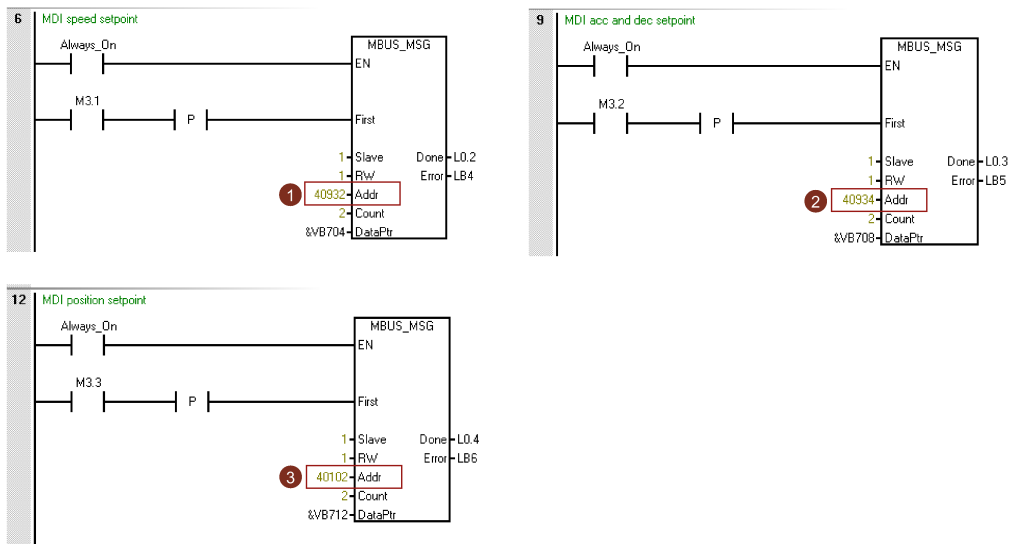 6 MDI speed setpoint
Always_On
MBUS_MSG
EN
M3.1
P
First
1 Slave Done L0.2
1 RW Error LB4
1 40932 Addr
2 Count
&VB704 DataPtr
9 MDI acc and dec setpoint
Always_On
MBUS_MSG
EN
M3.2
P
First
1 Slave Done L0.3
1 RW Error LB5
2 40934 Addr
2 Count
&VB708 DataPtr
12 MDI position setpoint
Always_On
MBUS_MSG
EN
M3.3
P
First
1 Slave Done L0.4
1 RW Error LB6
3 40102 Addr
2 Count
&VB712 DataPtr